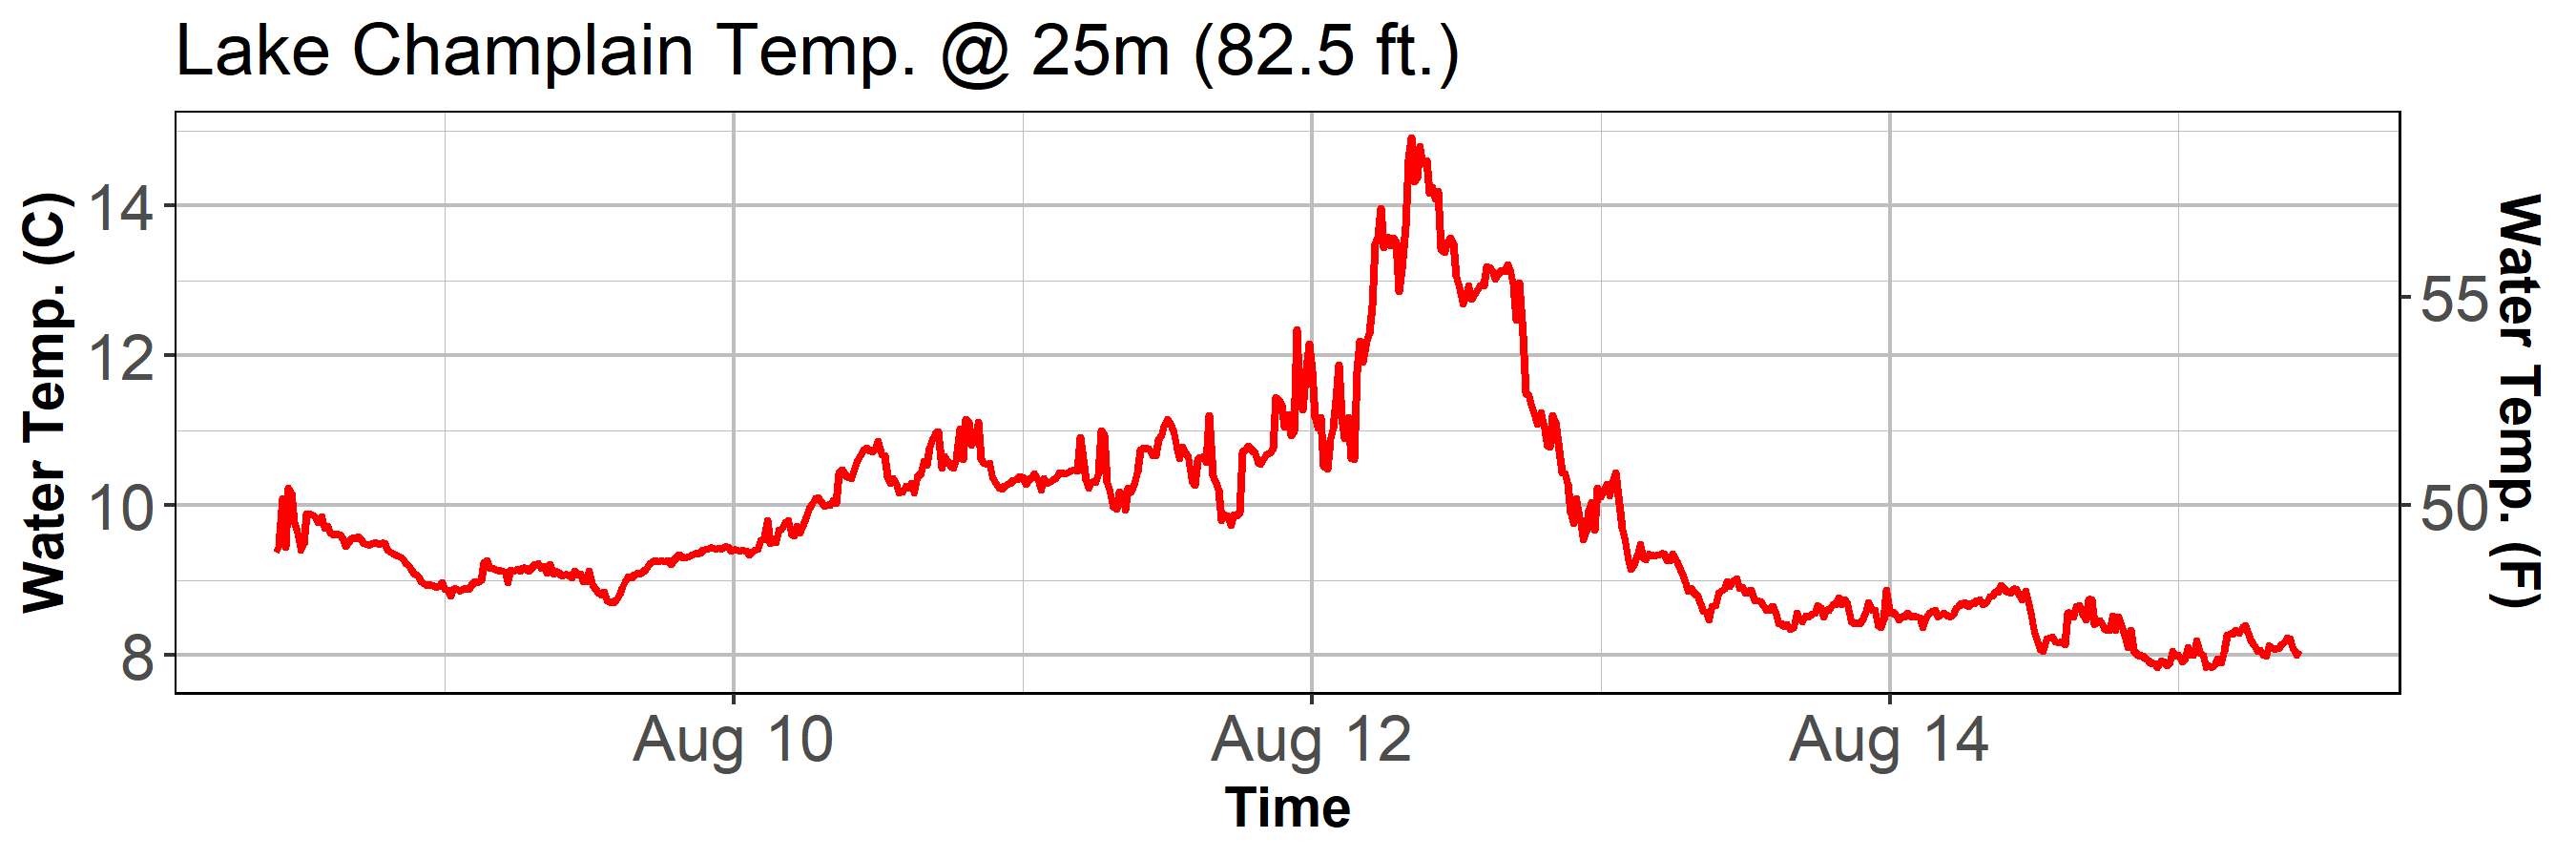 Lake Champlain Temp. @ 25m (82.5 ft.)
Water Temp. (C)
14
12
10
8
55
50
Water Temp. (F)
Aug 10
Aug 12
Aug 14
Time